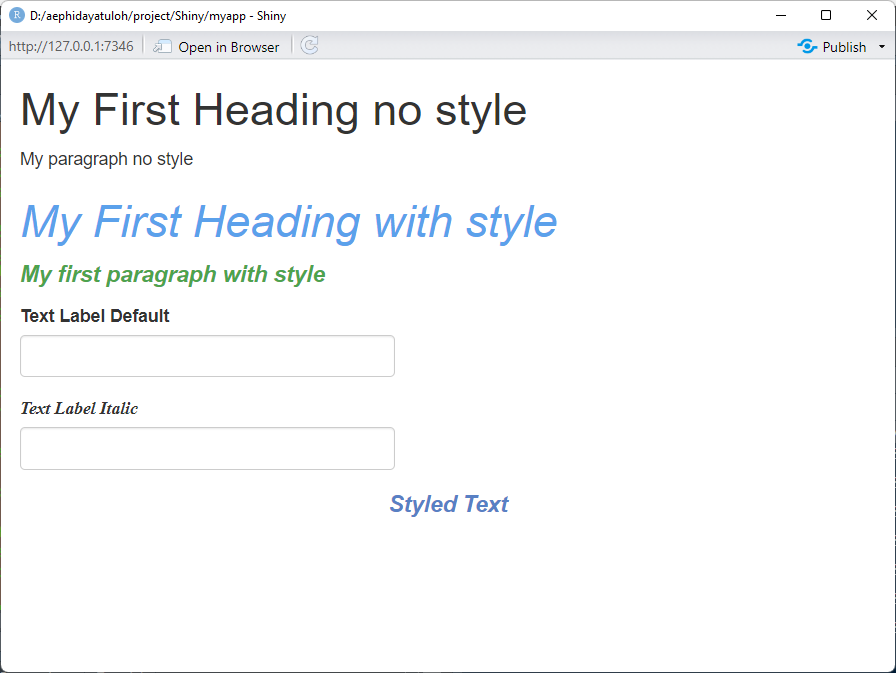 R D:/aephidayatuloh/project/Shiny/myapp - Shiny
http://127.0.0.1:7346 Open in Browser Publish
My First Heading no style
My paragraph no style
My First Heading with style
My first paragraph with style
Text Label Default
Text Label Italic
Styled Text